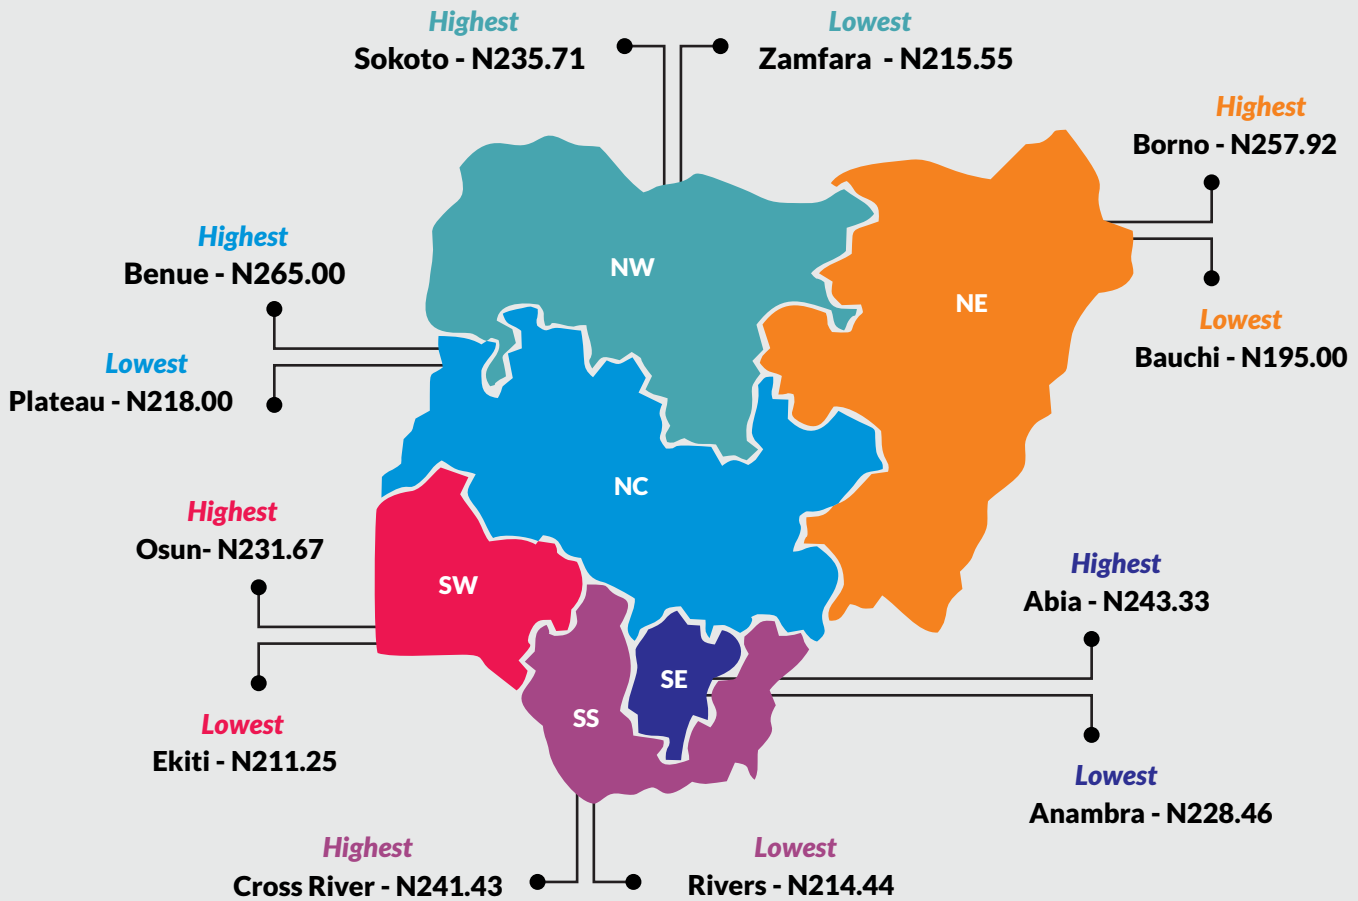 Highest
Sokoto - N235.71
Lowest
Zamfara - N215.55
Highest
Borno - N257.92
Lowest
Bauchi - N195.00
Highest
Benue - N265.00
Lowest
Plateau - N218.00
NW
NE
NC
SW
SS
SE
Highest
Osun- N231.67
Lowest
Ekiti - N211.25
Highest
Abia - N243.33
Lowest
Anambra - N228.46
Highest
Cross River - N241.43
Lowest
Rivers - N214.44